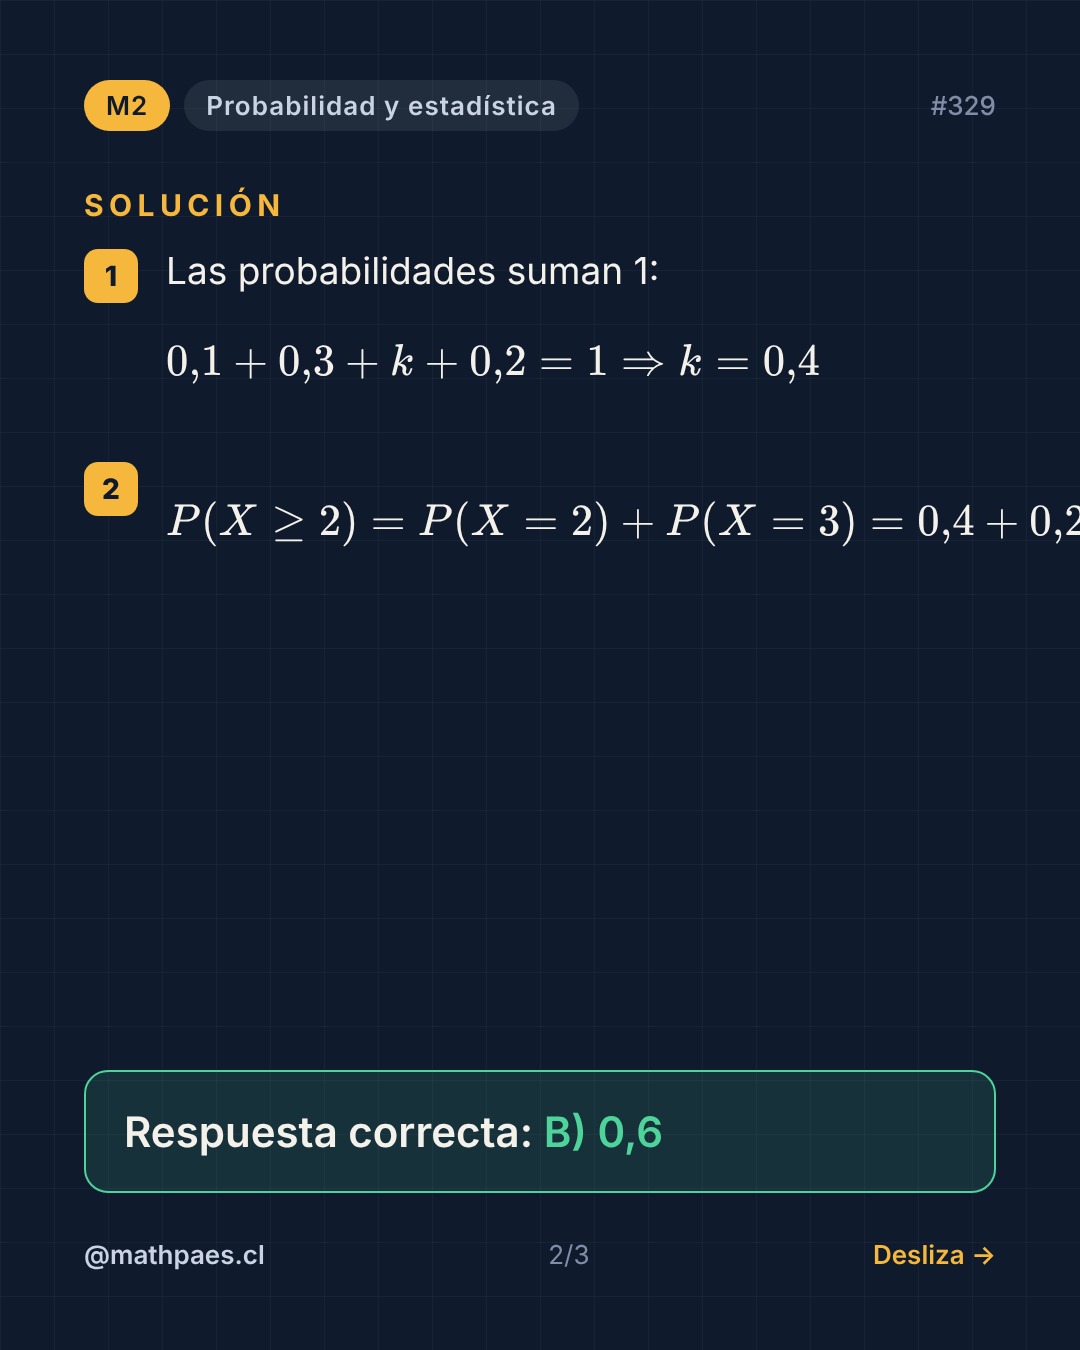 M2 Probabilidad y estadística #329
SOLUCIÓN
1 Las probabilidades suman 1:
0,1 + 0,3 + k + 0,2 = 1 ⇒ k = 0,4
2 P(X ≥ 2) = P(X = 2) + P(X = 3) = 0,4 + 0,2
Respuesta correcta: B) 0,6
@mathpaes.cl 2/3 Desliza →